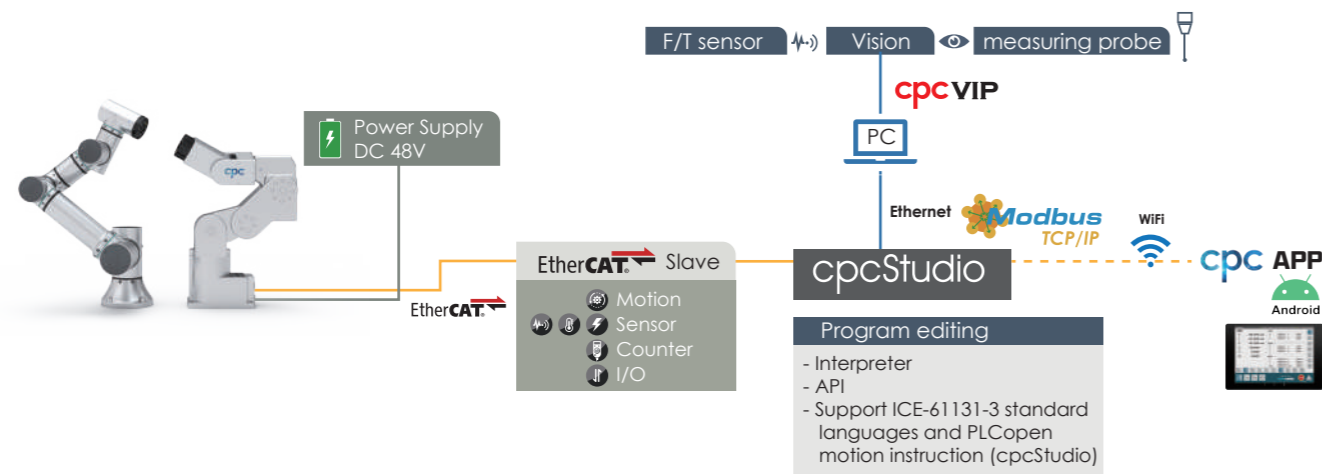 F/T sensor
Vision
measuring probe
cpc VIP
PC
Power Supply
DC 48V
cpc
Ethernet
Modbus
TCP/IP
WiFi
EtherCAT®
Slave
cpcStudio
cpc APP
Android
EtherCAT®
Motion
Sensor
Counter
I/O
Program editing
- Interpreter
- API
- Support ICE-61131-3 standard
languages and PLCopen
motion instruction (cpcStudio)